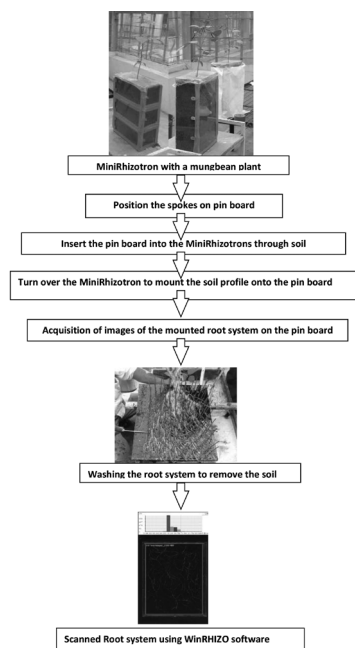 MiniRhizotron with a mungbean plant
Position the spokes on pin board
Insert the pin board into the MiniRhizotrons through soil
Turn over the MiniRhizotron to mount the soil profile onto the pin board
Acquisition of images of the mounted root system on the pin board
Washing the root system to remove the soil
Scanned Root system using WinRHIZO software